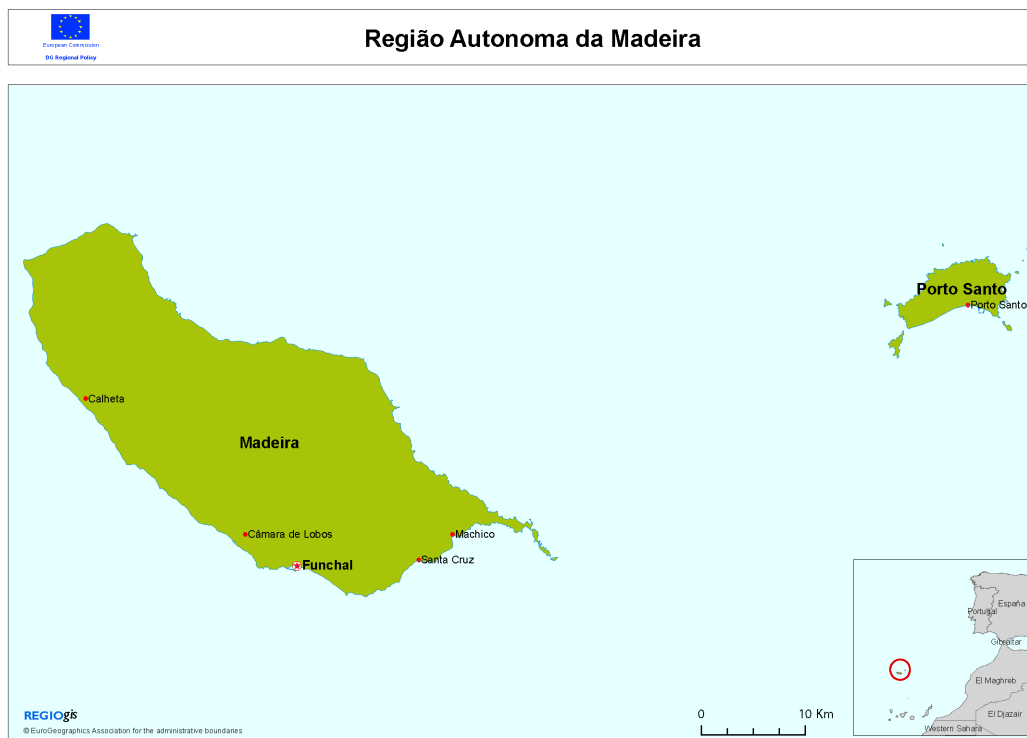 European Commission
DG Regional Policy
Região Autonoma da Madeira
Porto Santo
Porto Santo
Calheta
Madeira
Câmara de Lobos
Machico
Santa Cruz
Funchal
España
Portugal
Gibraltar
El Maghreb
El Djazair
Western Sahara
0 10 Km
REGIOgis
© EuroGeographics Association for the administrative boundaries